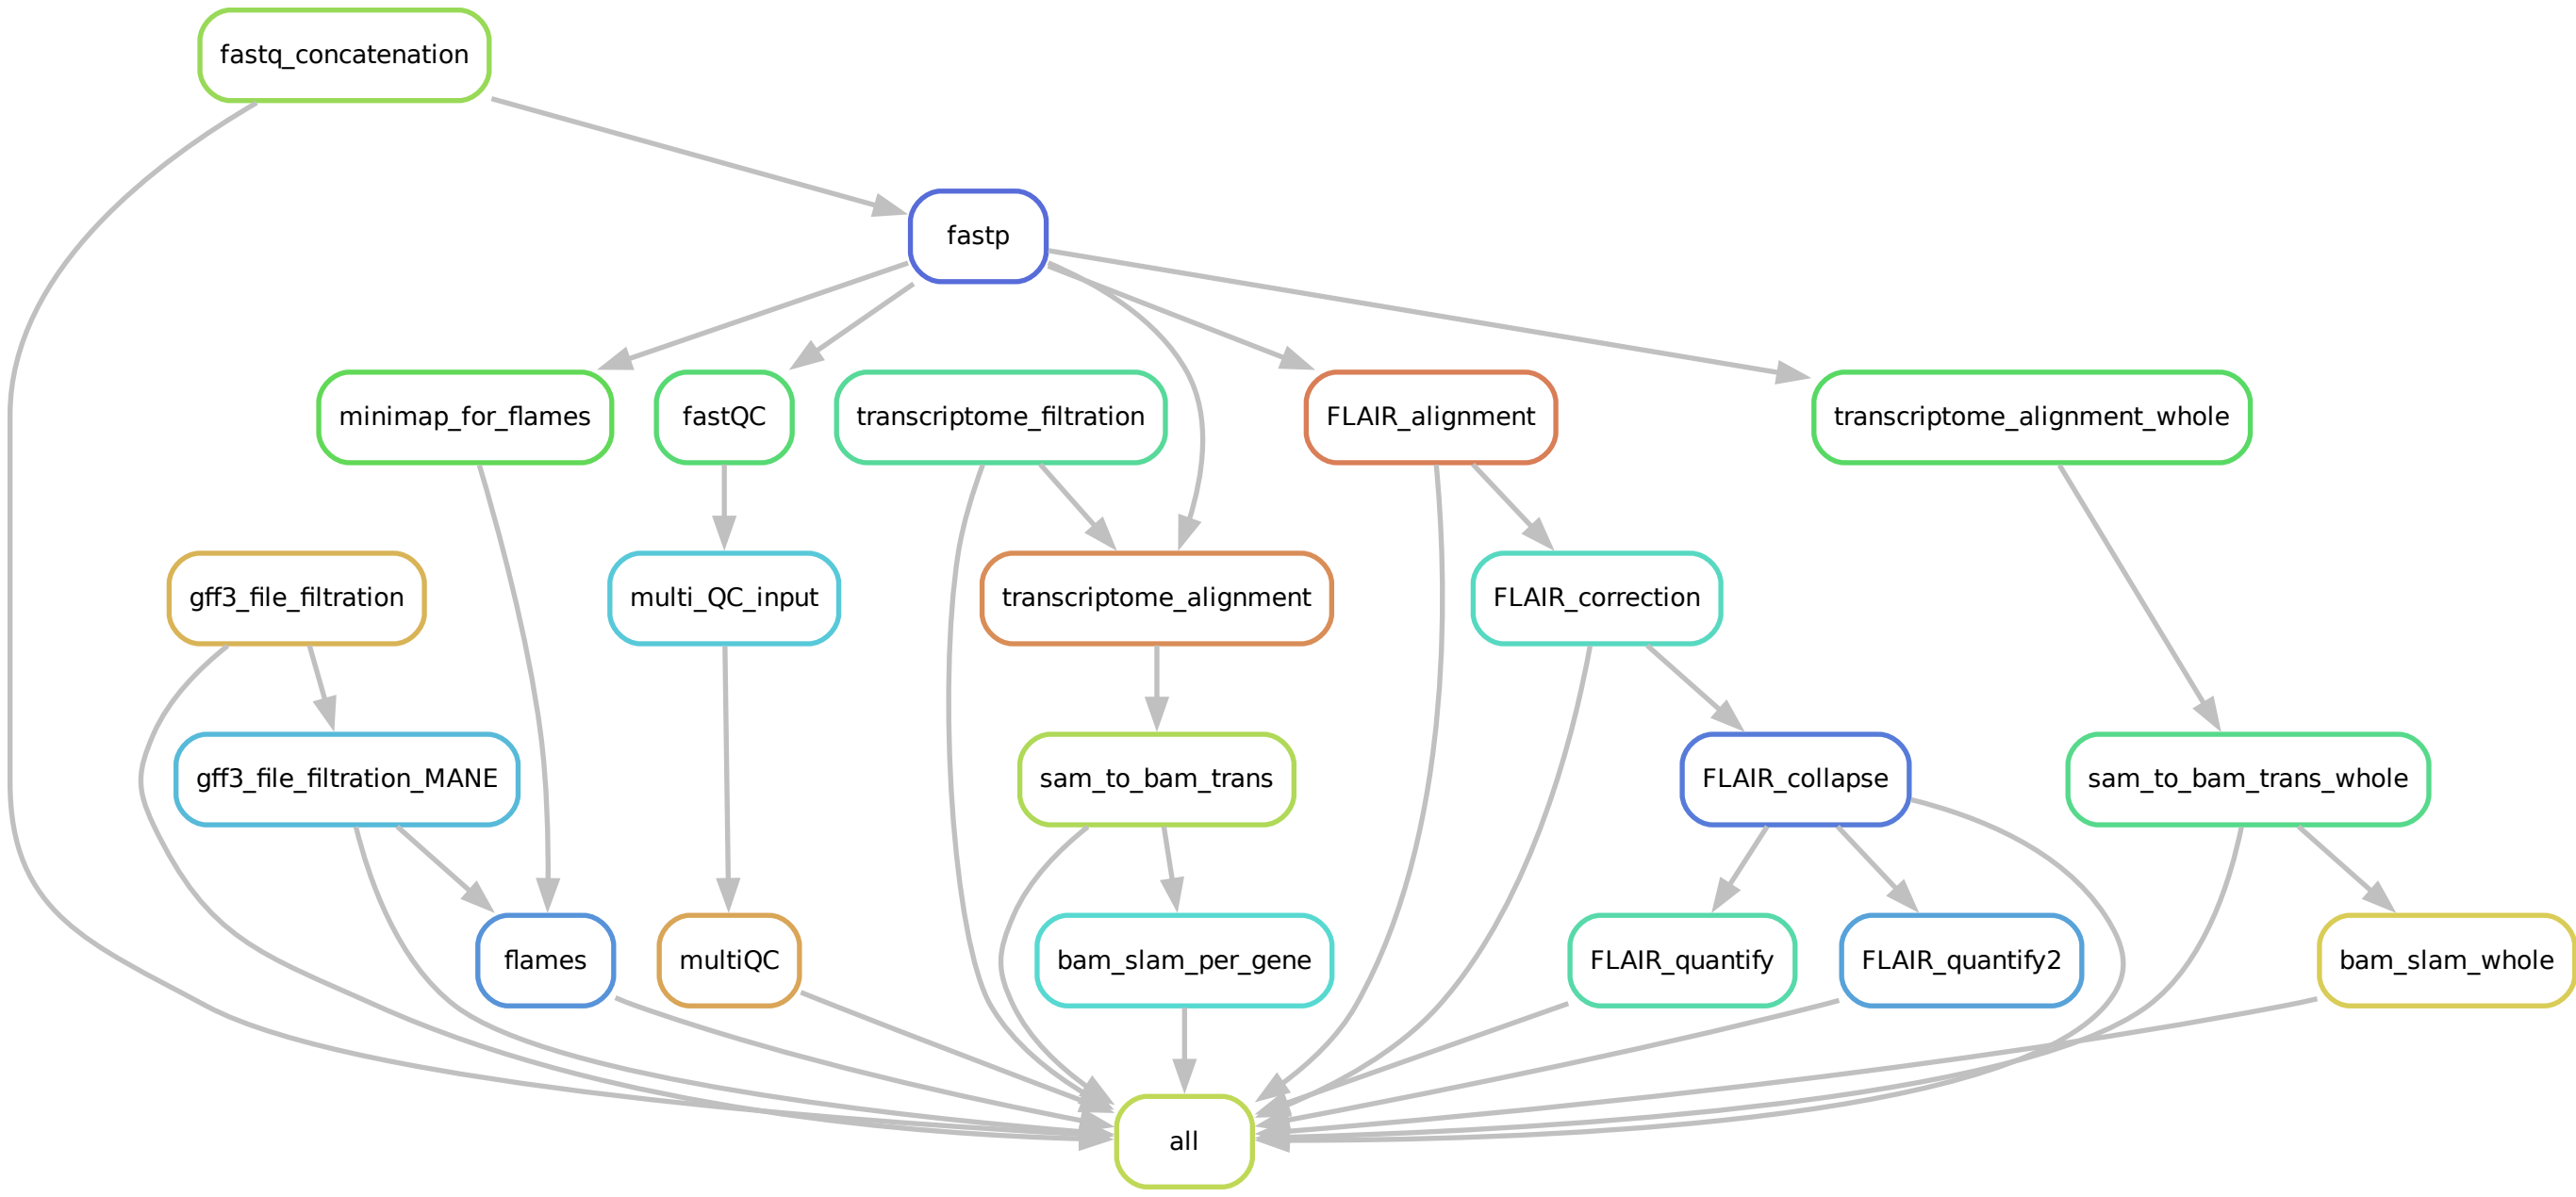 fastq_concatenation
fastp
minimap_for_flames
fastQC
transcriptome_filtration
FLAIR_alignment
transcriptome_alignment_whole
gff3_file_filtration
multi_QC_input
transcriptome_alignment
FLAIR_correction
gff3_file_filtration_MANE
sam_to_bam_trans
FLAIR_collapse
sam_to_bam_trans_whole
flames
multiQC
bam_slam_per_gene
FLAIR_quantify
FLAIR_quantify2
bam_slam_whole
all